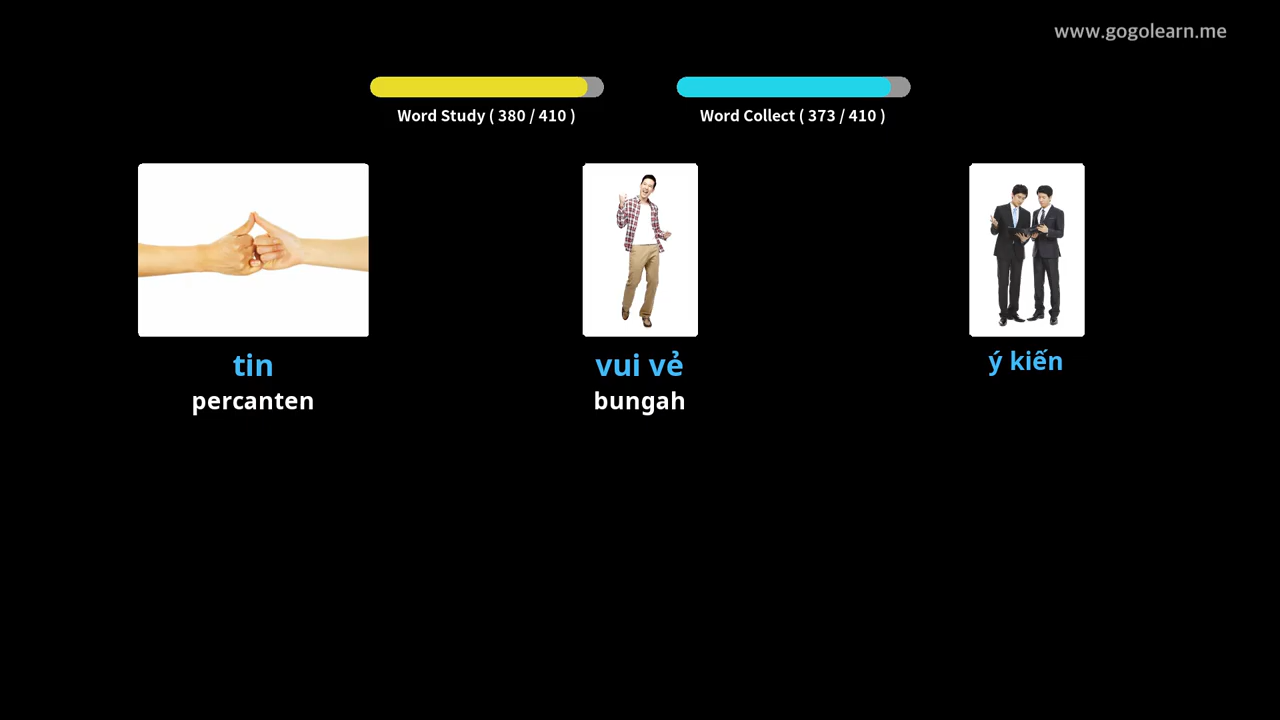 www.gogolearn.me
Word Study ( 380 / 410 )
Word Collect ( 373 / 410 )
tin
percanten
vui vẻ
bungah
ý kiến